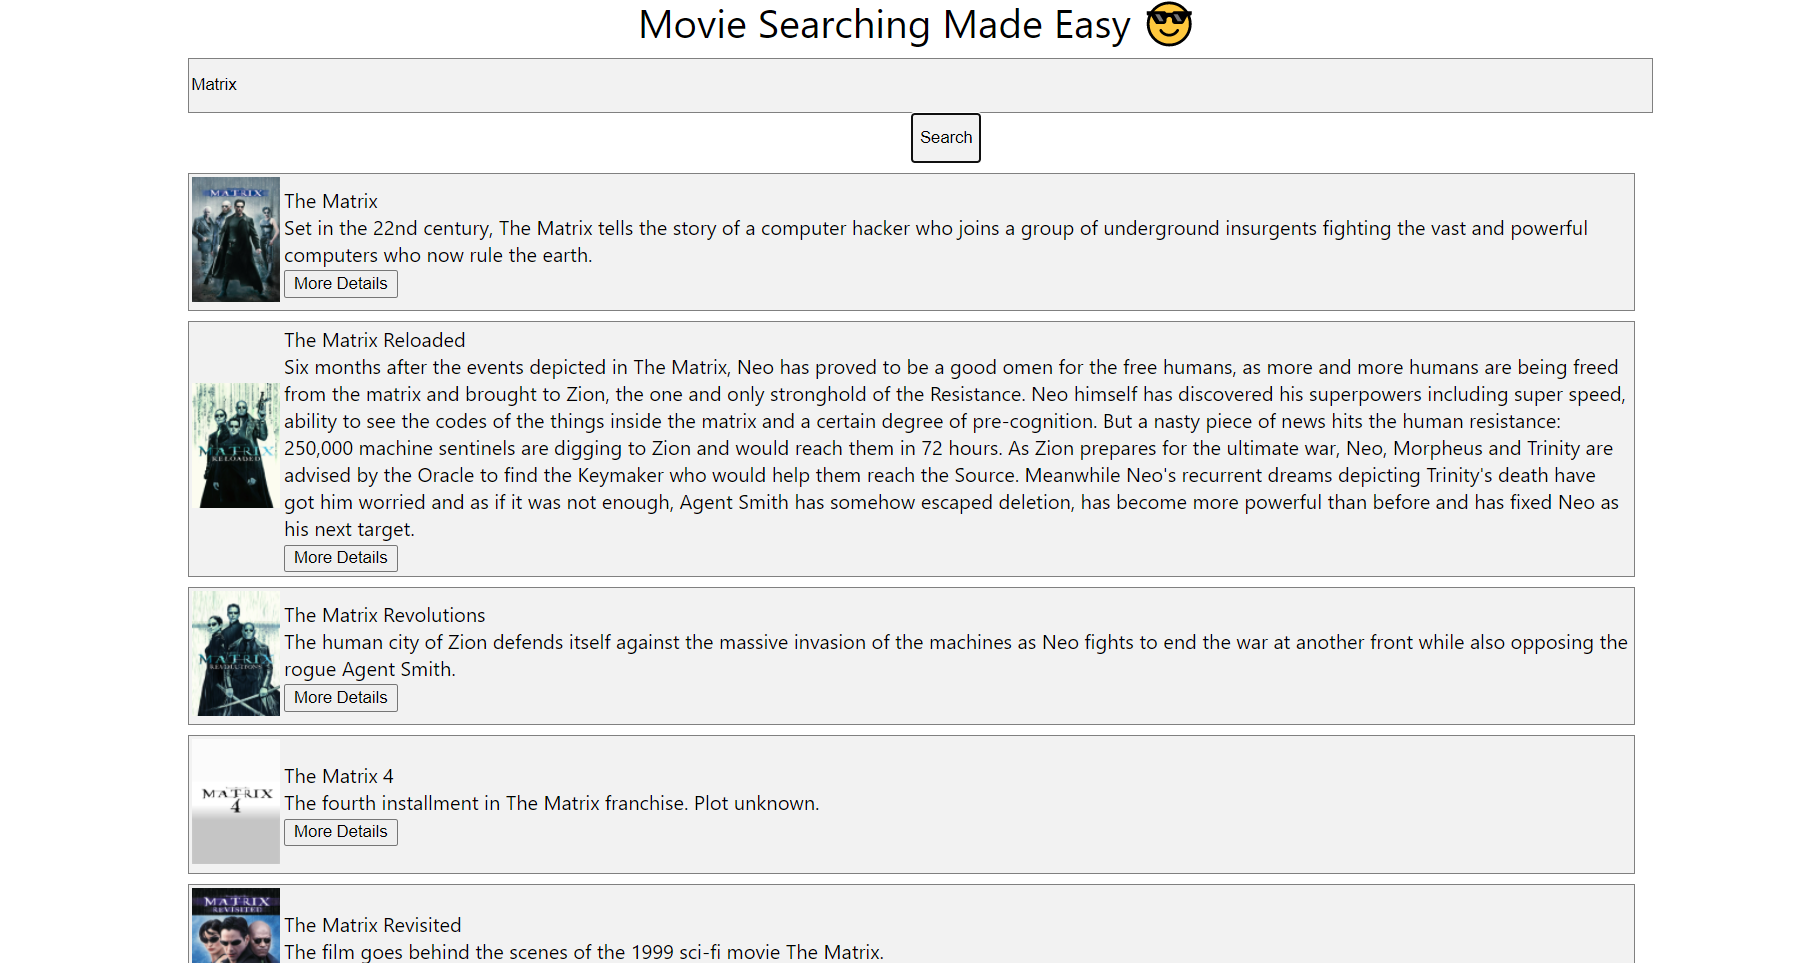 Movie Searching Made Easy 😎
Matrix
Search
MATRIX
The Matrix
Set in the 22nd century, The Matrix tells the story of a computer hacker who joins a group of underground insurgents fighting the vast and powerful
computers who now rule the earth.
More Details
The Matrix Reloaded
Six months after the events depicted in The Matrix, Neo has proved to be a good omen for the free humans, as more and more humans are being freed
from the matrix and brought to Zion, the one and only stronghold of the Resistance. Neo himself has discovered his superpowers including super speed,
ability to see the codes of the things inside the matrix and a certain degree of pre-cognition. But a nasty piece of news hits the human resistance:
250,000 machine sentinels are digging to Zion and would reach them in 72 hours. As Zion prepares for the ultimate war, Neo, Morpheus and Trinity are
advised by the Oracle to find the Keymaker who would help them reach the Source. Meanwhile Neo's recurrent dreams depicting Trinity's death have
got him worried and as if it was not enough, Agent Smith has somehow escaped deletion, has become more powerful than before and has fixed Neo as
his next target.
MATRIX
RELOADED
More Details
The Matrix Revolutions
The human city of Zion defends itself against the massive invasion of the machines as Neo fights to end the war at another front while also opposing the
rogue Agent Smith.
MATRIX
REVOLUTIONS
More Details
The Matrix 4
The fourth installment in The Matrix franchise. Plot unknown.
MATRIX
4
More Details
MATRIX
REVISITED
The Matrix Revisited
The film goes behind the scenes of the 1999 sci-fi movie The Matrix.